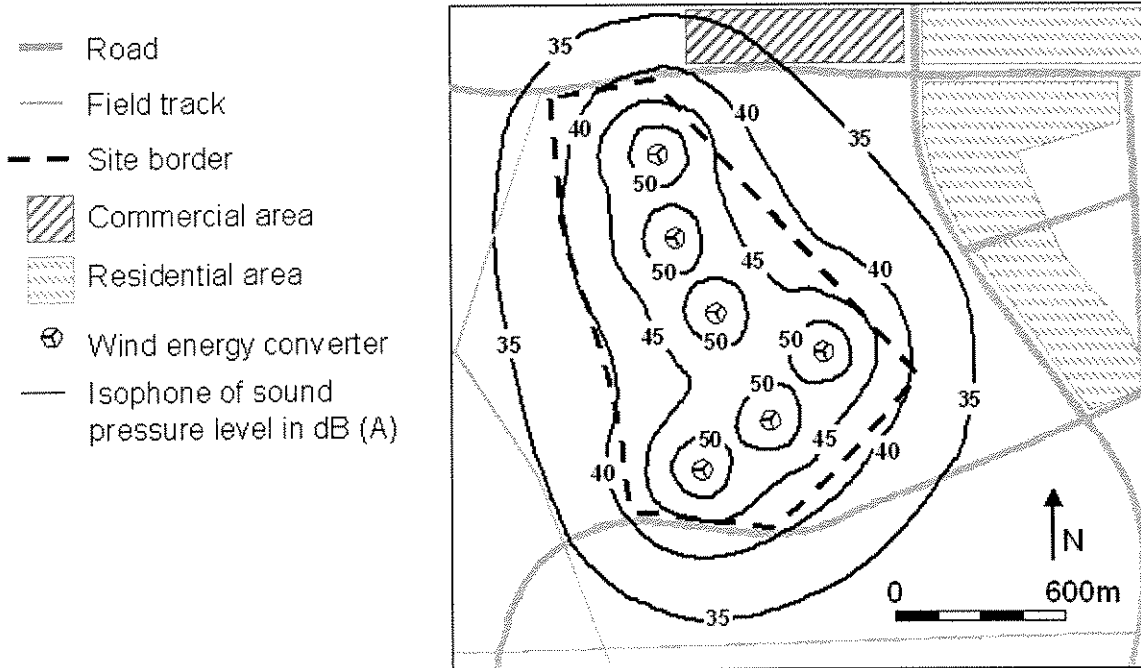 Road
Field track
Site border
Commercial area
Residential area
Wind energy converter
Isophone of sound
pressure level in dB (A)
35
35
40
40
35
50
50
45
40
45
50
50
35
50
35
50
45
40
40
35
N
0 600m